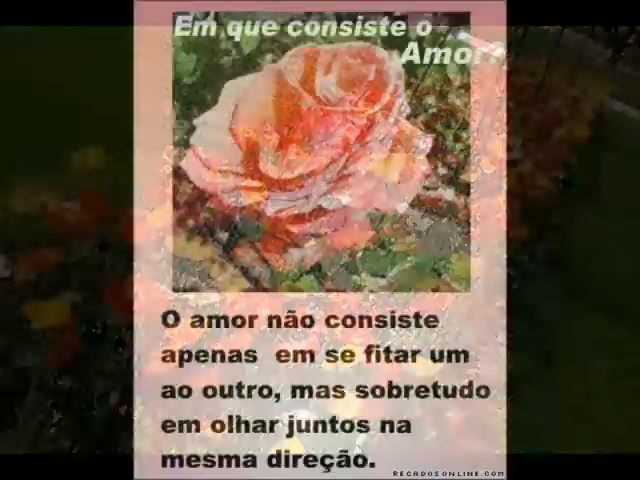 Em que consiste o
Amor?
O amor não consiste
apenas em se fitar um
ao outro, mas sobretudo
em olhar juntos na
mesma direção.
RECADOSONLINE.COM